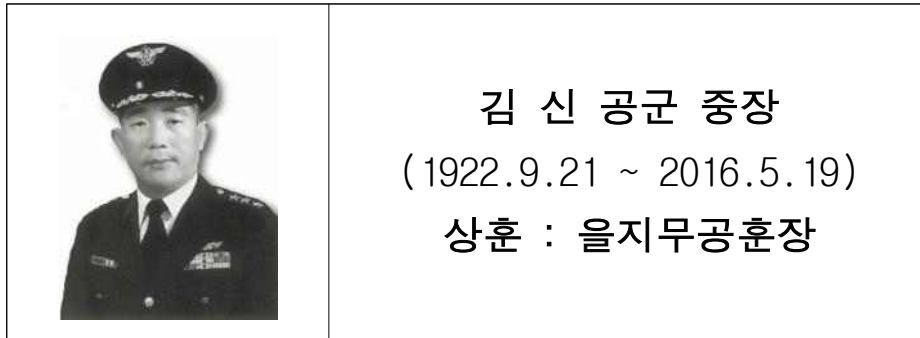 김 신 공군 중장
(1922.9.21 ~ 2016.5.19)
상훈 : 을지무공훈장